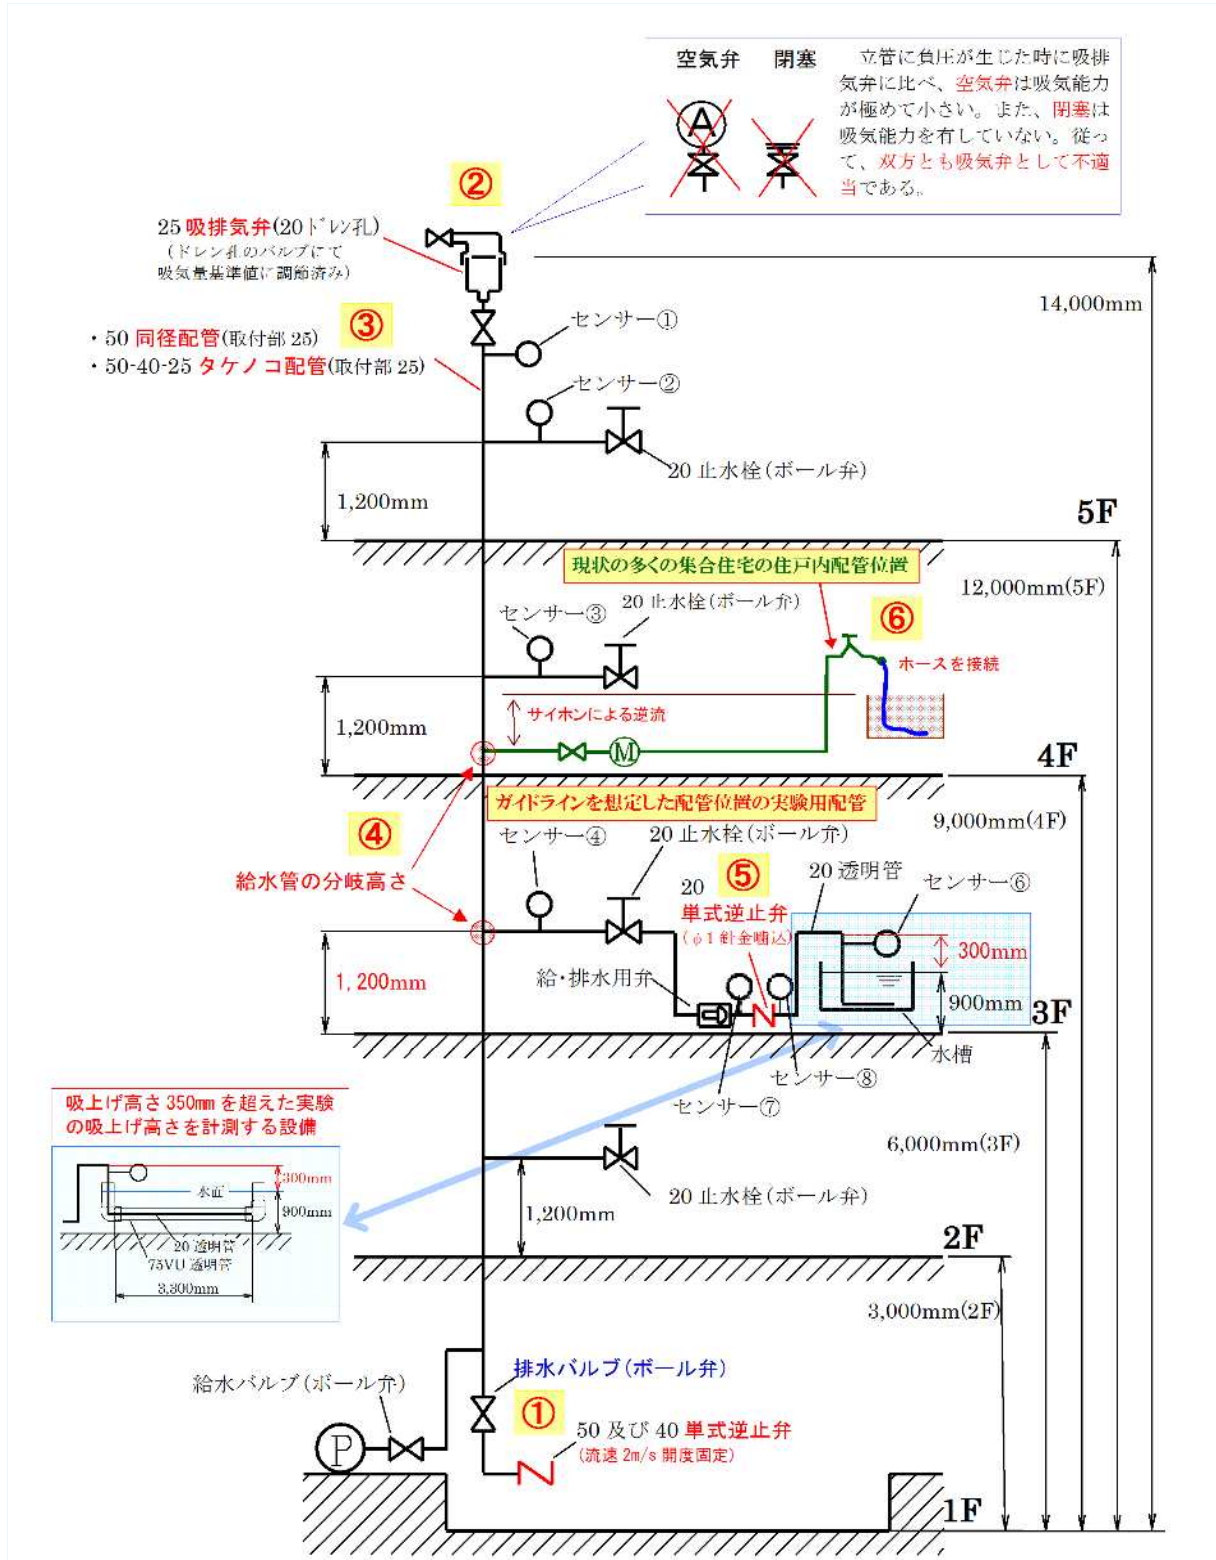 空気弁 閉塞
立管に負圧が生じた時に吸排
気弁に比べ、空気弁は吸気能力
が極めて小さい。また、閉塞は
吸気能力を有していない。従っ
て、双方とも吸気弁として不適
当である。
A
②
25 吸排気弁(20ドレン孔)
(ドレン孔のバルブにて
吸気量基準値に調節済み)
14,000mm
③
・50 同径配管(取付部 25)
・50-40-25 タケノコ配管(取付部 25)
センサー①
センサー②
20 止水栓(ボール弁)
1,200mm
5F
現状の多くの集合住宅の住戸内配管位置
12,000mm(5F)
センサー③
20 止水栓(ボール弁)
⑥
ホースを接続
サイホンによる逆流
1,200mm
M
4F
ガイドラインを想定した配管位置の実験用配管
9,000mm(4F)
④
センサー④
20 止水栓(ボール弁)
給水管の分岐高さ
⑤
20
単式逆止弁
(φ1針金噛込)
20 透明管
センサー⑥
300mm
給・排水用弁
1,200mm
900mm
3F
水槽
センサー⑧
センサー⑦
吸上げ高さ 350mm を超えた実験
の吸上げ高さを計測する設備
6,000mm(3F)
300mm
水面
900mm
20 透明管
75VU 透明管
3,300mm
20 止水栓(ボール弁)
1,200mm
2F
3,000mm(2F)
給水バルブ(ボール弁)
排水バルブ(ボール弁)
①
50 及び 40 単式逆止弁
(流速 2m/s 開度固定)
P
1F